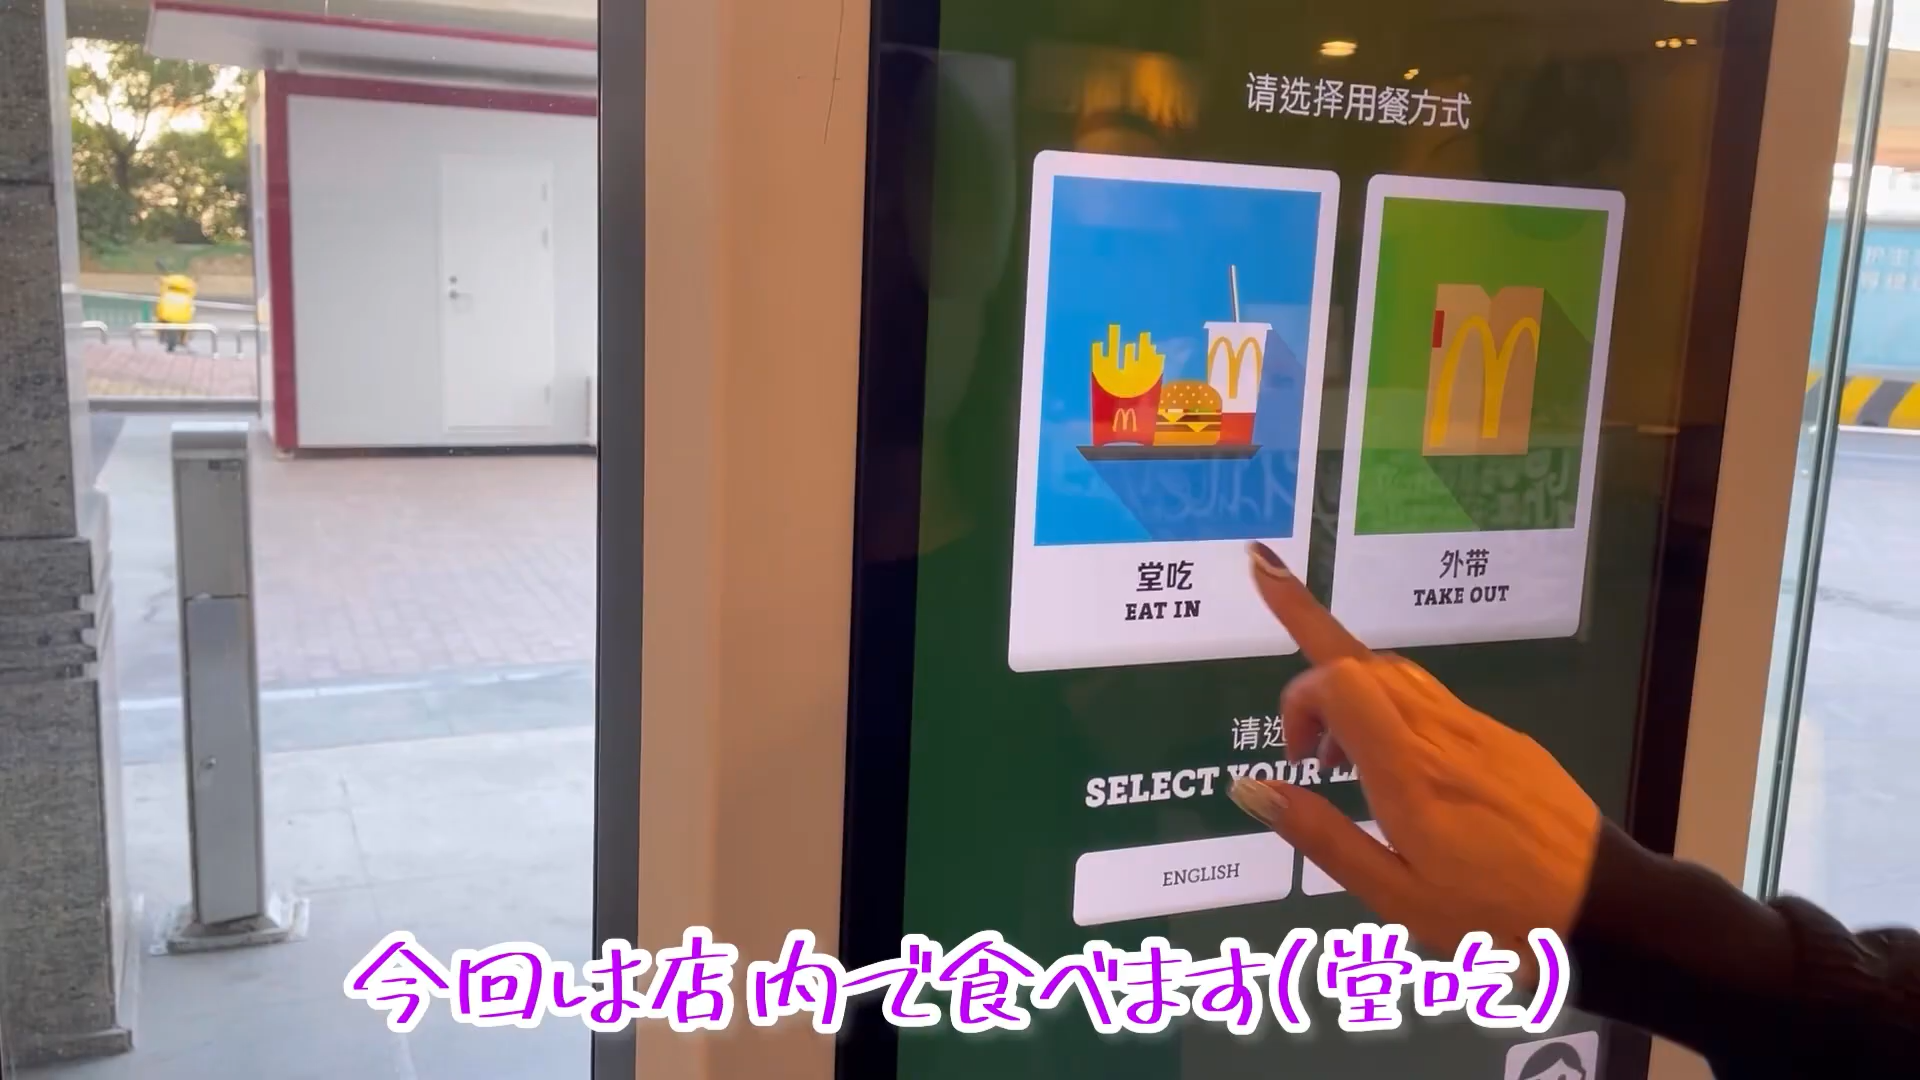 请选择用餐方式
堂吃
EAT IN
外带
TAKE OUT
请选
SELECT YOUR
ENGLISH
今回は店内で食べます(堂吃)